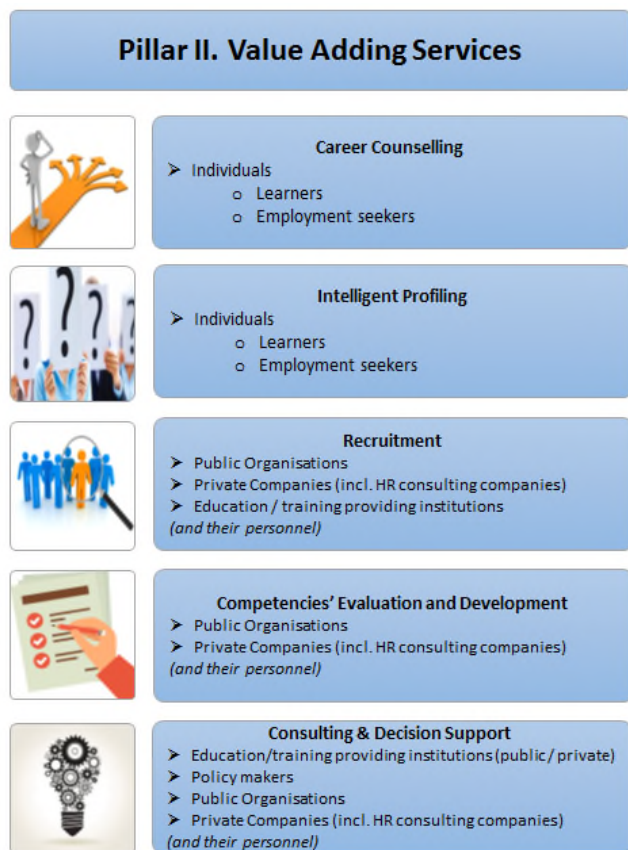 Pillar II. Value Adding Services
Career Counselling
➤ Individuals
o Learners
o Employment seekers
? ? ? ?
Intelligent Profiling
➤ Individuals
o Learners
o Employment seekers
Recruitment
➤ Public Organisations
➤ Private Companies (incl. HR consulting companies)
➤ Education / training providing institutions
(and their personnel)
Competencies’ Evaluation and Development
➤ Public Organisations
➤ Private Companies (incl. HR consulting companies)
(and their personnel)
Consulting & Decision Support
➤ Education/training providing institutions (public / private)
➤ Policy makers
➤ Public Organisations
➤ Private Companies (incl. HR consulting companies)
(and their personnel)